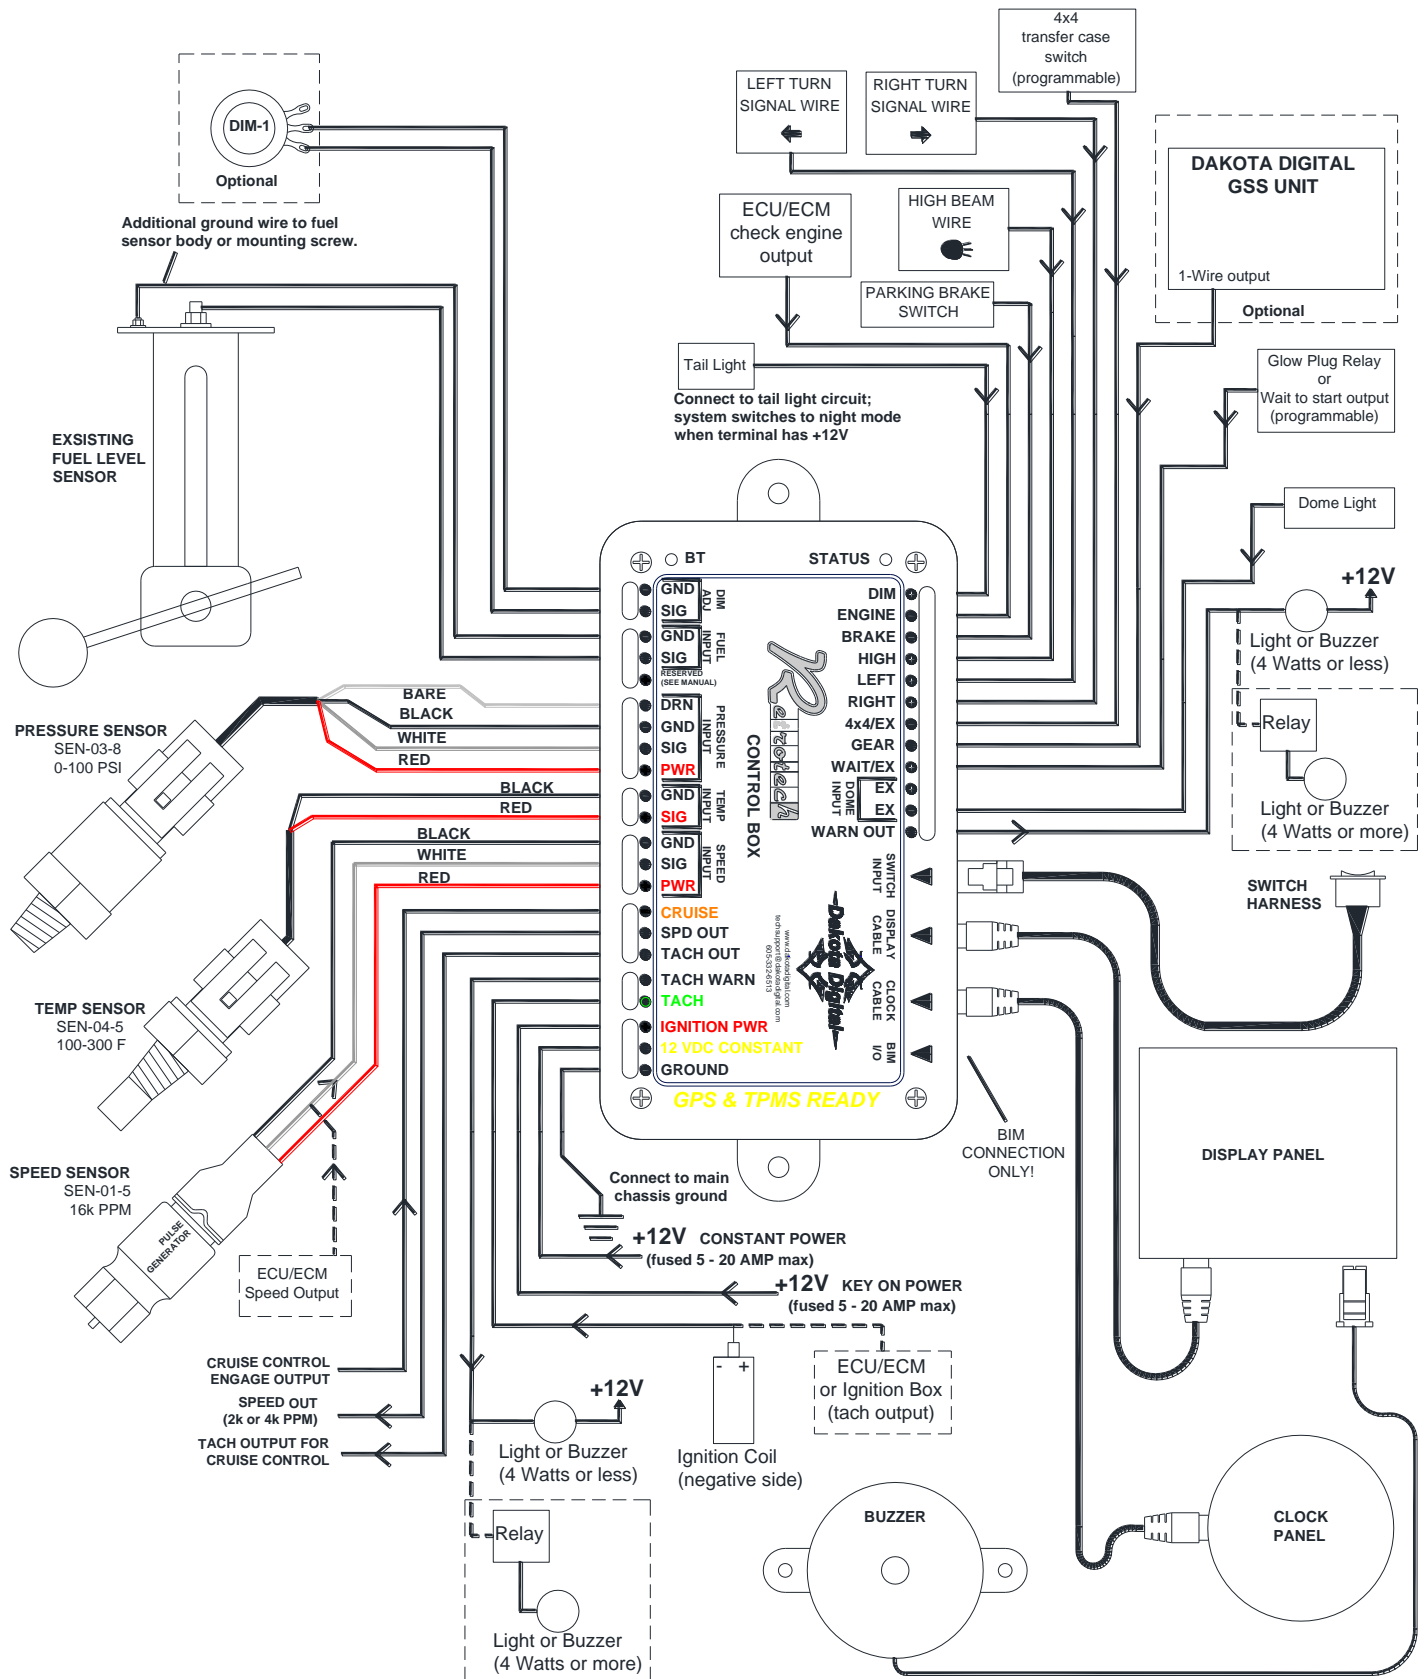 4x4
transfer case
switch
(programmable)
LEFT TURN
SIGNAL WIRE
RIGHT TURN
SIGNAL WIRE
DIM-1
Optional
DAKOTA DIGITAL
GSS UNIT
1-Wire output
Optional
ECU/ECM
check engine
output
HIGH BEAM
WIRE
PARKING BRAKE
SWITCH
Additional ground wire to fuel
sensor body or mounting screw.
Tail Light
Connect to tail light circuit;
system switches to night mode
when terminal has +12V
Glow Plug Relay
or
Wait to start output
(programmable)
EXSISTING
FUEL LEVEL
SENSOR
Dome Light
BT
STATUS
GND
SIG
DIM
ADJ
GND
SIG
FUEL
INPUT
RESERVED
(SEE MANUAL)
DRN
GND
SIG
PWR
PRESSURE
INPUT
GND
SIG
TEMP
INPUT
GND
SIG
PWR
SPEED
INPUT
CRUISE
SPD OUT
TACH OUT
TACH WARN
TACH
IGNITION PWR
12 VDC CONSTANT
GROUND
GPS & TPMS READY
DIM
ENGINE
BRAKE
HIGH
LEFT
RIGHT
4x4/EX
GEAR
WAIT/EX
EX
EX
DOME
INPUT
WARN OUT
SWITCH
INPUT
DISPLAY
CABLE
CLOCK
CABLE
BIM
I/O
Retrotech
CONTROL BOX
Dakota Digital
www.dakotadigital.com
techsupport@dakotadigital.com
605-332-6513
+12V
Light or Buzzer
(4 Watts or less)
Relay
Light or Buzzer
(4 Watts or more)
BARE
BLACK
WHITE
RED
PRESSURE SENSOR
SEN-03-8
0-100 PSI
BLACK
RED
BLACK
WHITE
RED
SWITCH
HARNESS
TEMP SENSOR
SEN-04-5
100-300 F
BIM
CONNECTION
ONLY!
DISPLAY PANEL
SPEED SENSOR
SEN-01-5
16k PPM
PULSE
GENERATOR
Connect to main
chassis ground
+12V CONSTANT POWER
(fused 5 - 20 AMP max)
ECU/ECM
Speed Output
+12V KEY ON POWER
(fused 5 - 20 AMP max)
CRUISE CONTROL
ENGAGE OUTPUT
SPEED OUT
(2k or 4k PPM)
TACH OUTPUT FOR
CRUISE CONTROL
+12V
Light or Buzzer
(4 Watts or less)
- +
Ignition Coil
(negative side)
ECU/ECM
or Ignition Box
(tach output)
Relay
Light or Buzzer
(4 Watts or more)
BUZZER
CLOCK
PANEL